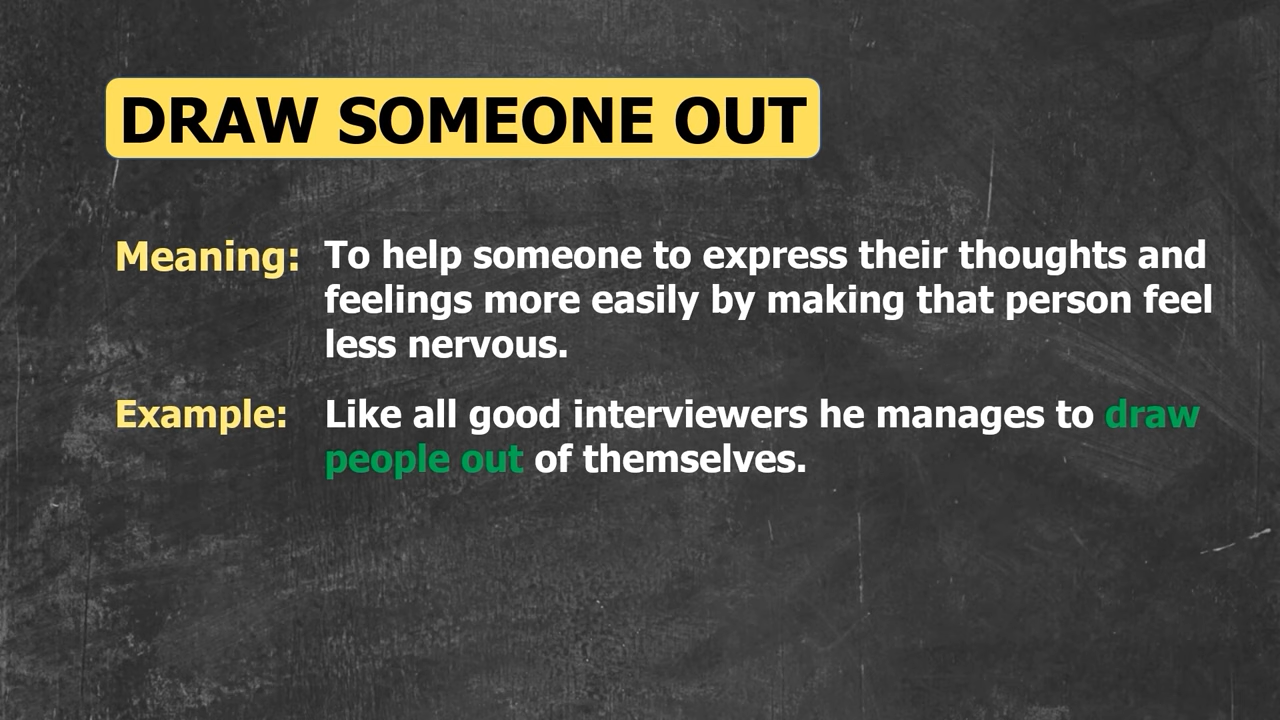 DRAW SOMEONE OUT
Meaning: To help someone to express their thoughts and
feelings more easily by making that person feel
less nervous.
Example: Like all good interviewers he manages to draw
people out of themselves.